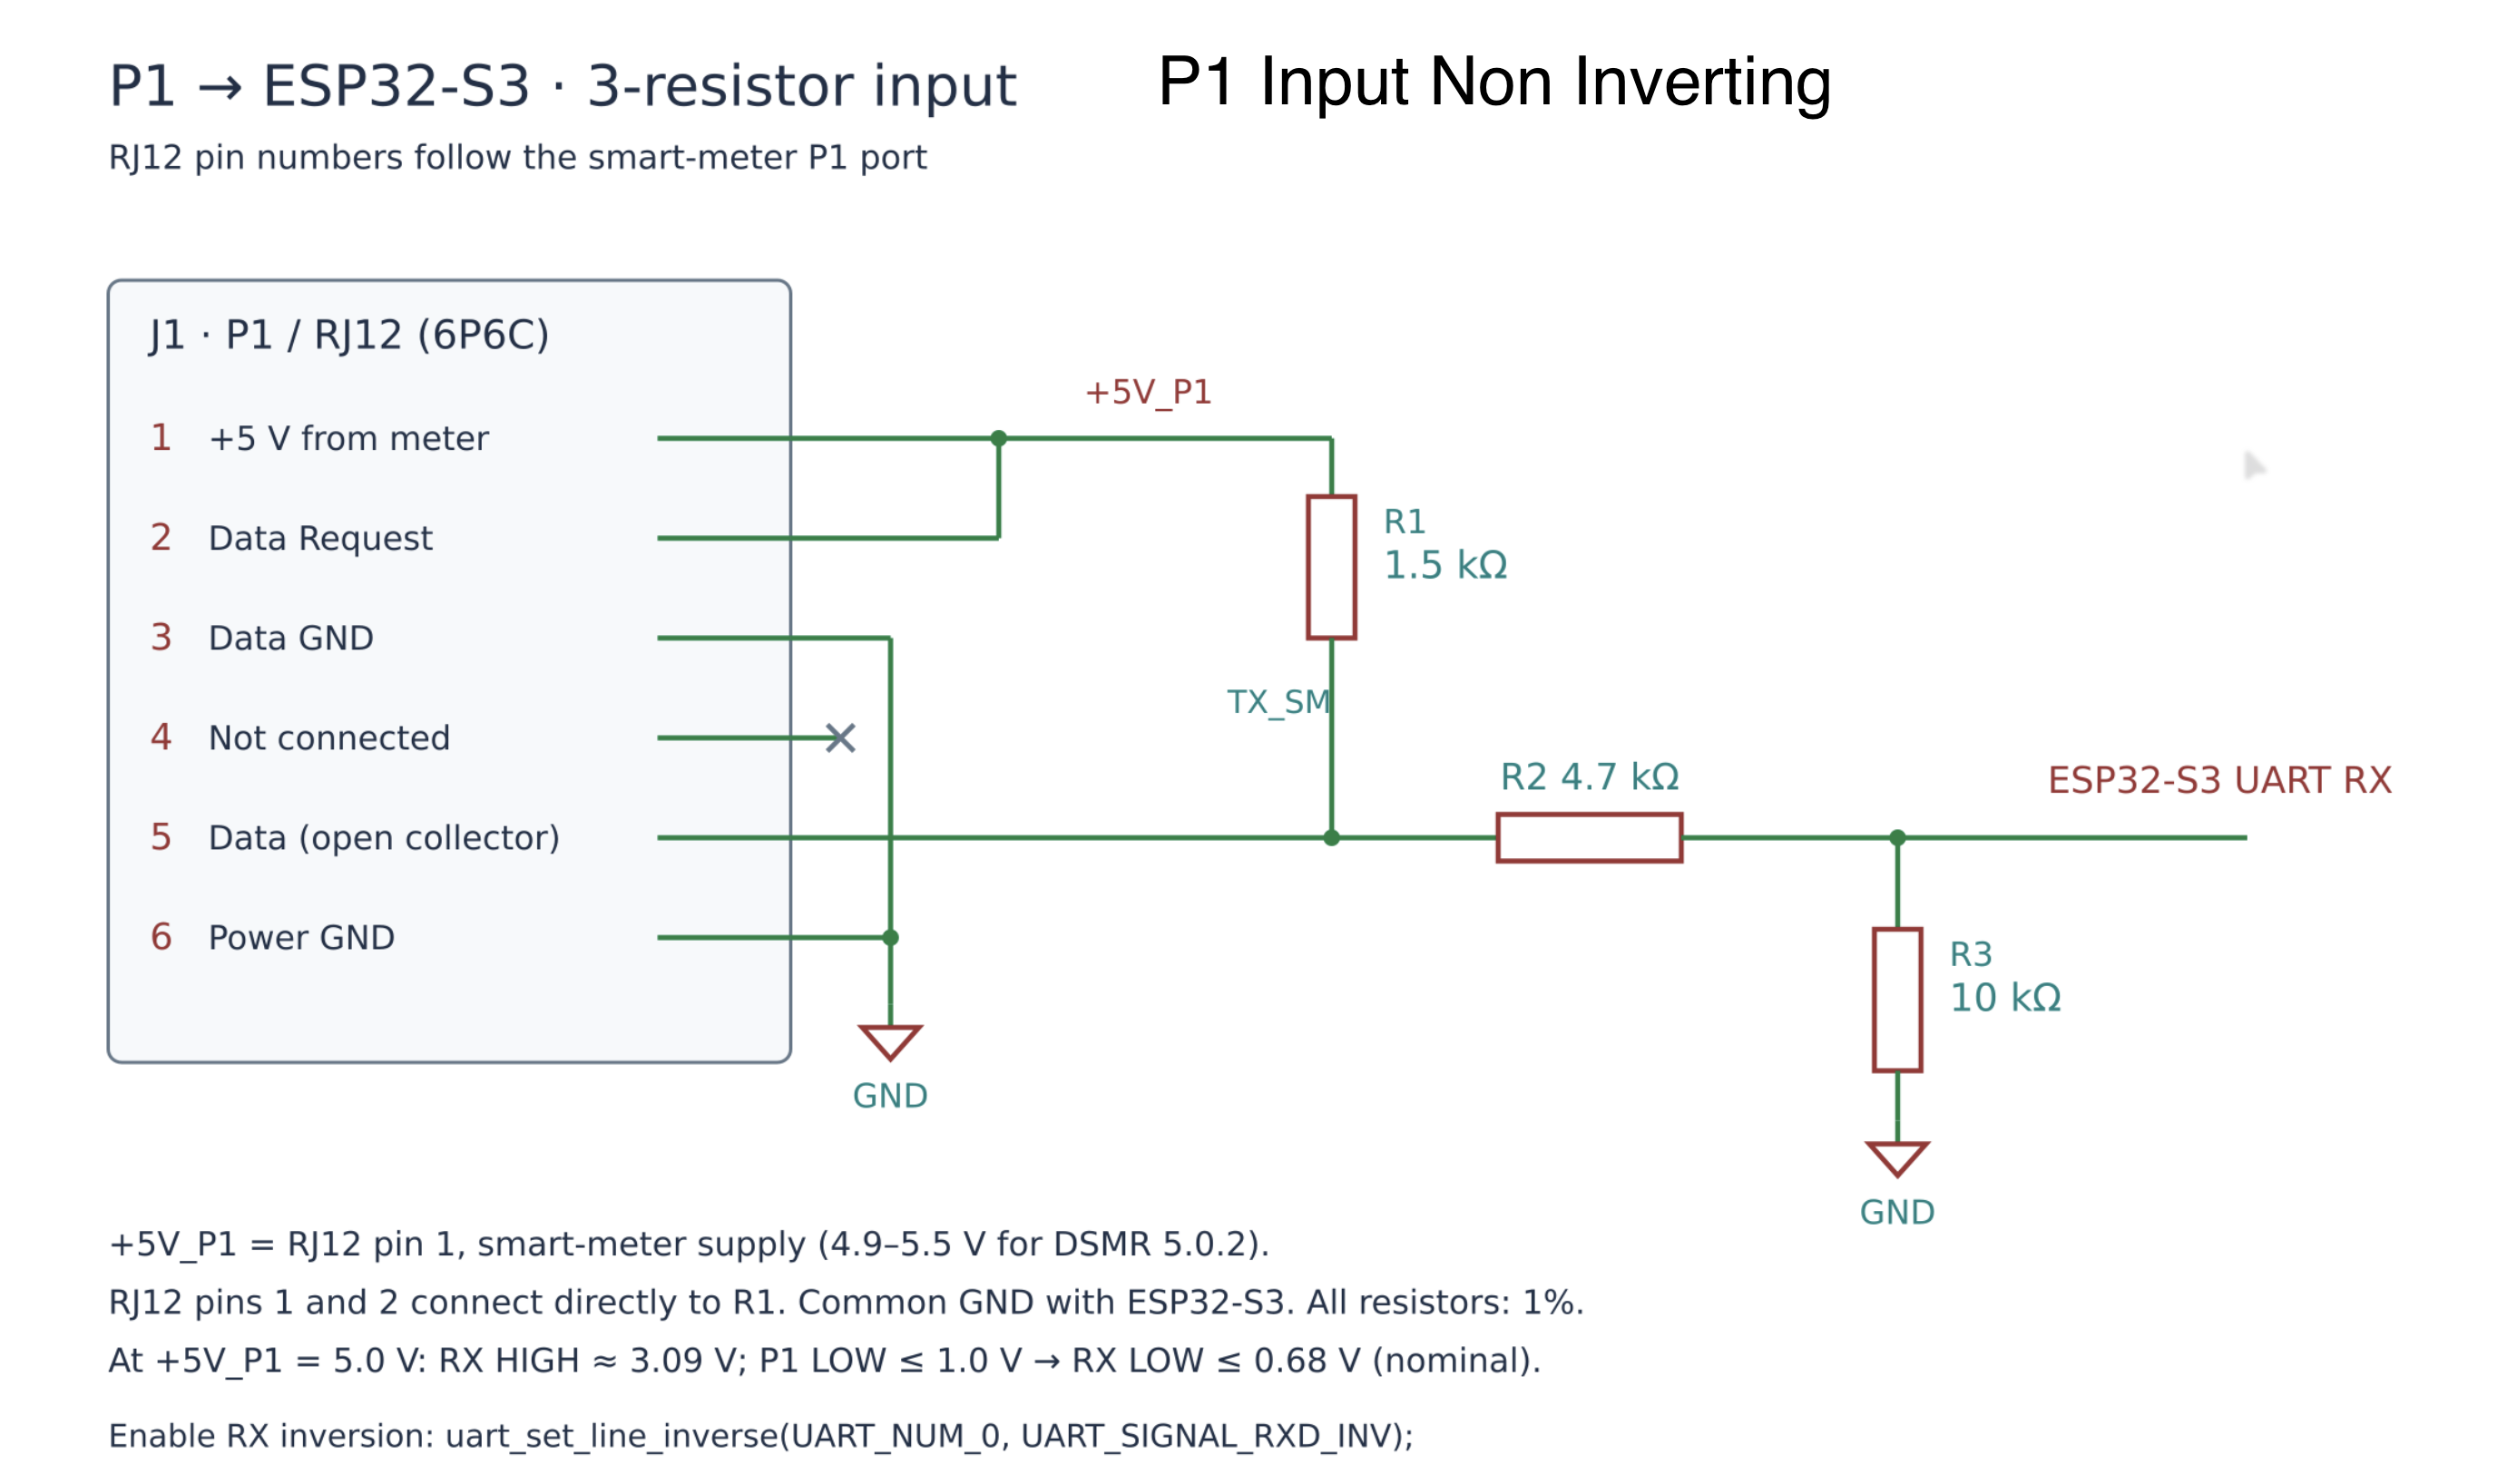 P1 → ESP32-S3 · 3-resistor input
P1 Input Non Inverting
RJ12 pin numbers follow the smart-meter P1 port
J1 · P1 / RJ12 (6P6C)
+5V_P1
1 +5 V from meter
2 Data Request
R1
1.5 kΩ
3 Data GND
TX_SM
4 Not connected
R2 4.7 kΩ
ESP32-S3 UART RX
5 Data (open collector)
6 Power GND
R3
10 kΩ
GND
GND
+5V_P1 = RJ12 pin 1, smart-meter supply (4.9–5.5 V for DSMR 5.0.2).
RJ12 pins 1 and 2 connect directly to R1. Common GND with ESP32-S3. All resistors: 1%.
At +5V_P1 = 5.0 V: RX HIGH ≈ 3.09 V; P1 LOW ≤ 1.0 V → RX LOW ≤ 0.68 V (nominal).
Enable RX inversion: uart_set_line_inverse(UART_NUM_0, UART_SIGNAL_RXD_INV);